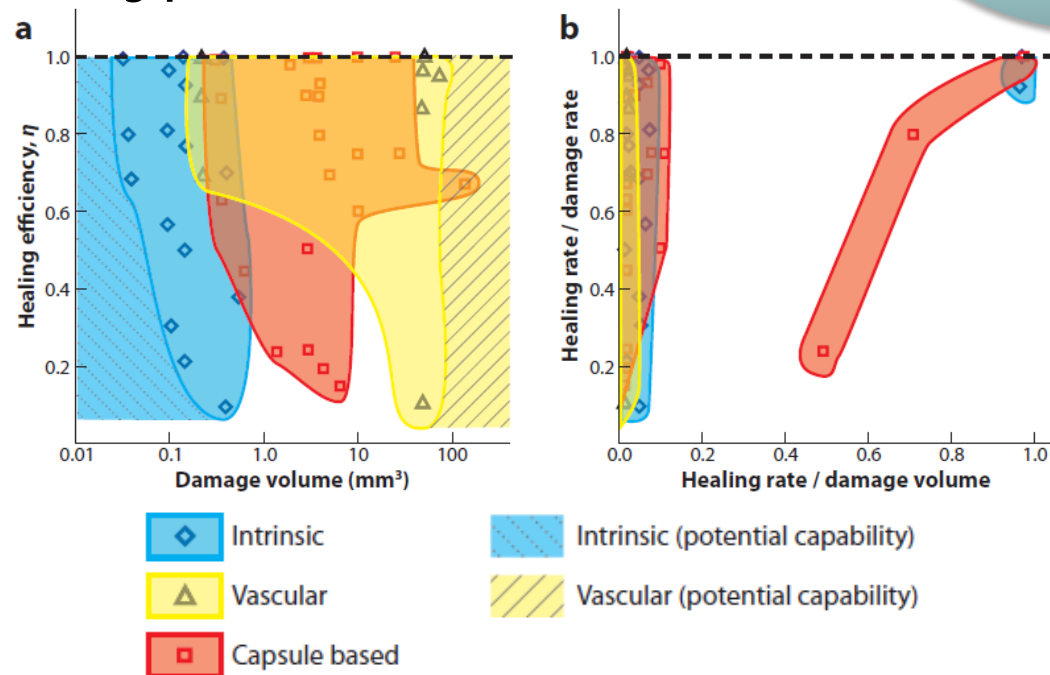 a
b
1.0
0.8
0.6
0.4
0.2
Healing efficiency, η
0.01
0.1
1.0
10
100
Damage volume (mm³)
1.0
0.8
0.6
0.4
0.2
Healing rate / damage rate
0.0
0.2
0.4
0.6
0.8
1.0
Healing rate / damage volume
Intrinsic
Intrinsic (potential capability)
Vascular
Vascular (potential capability)
Capsule based